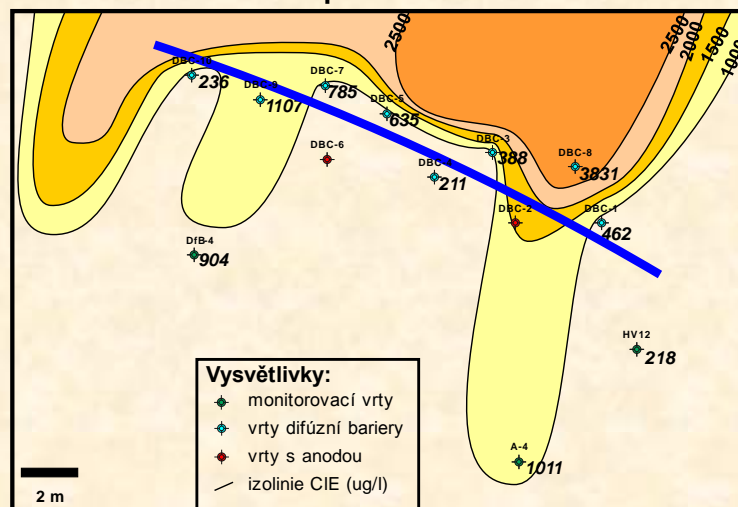 2500
2500
2000
1500
1000
DBC-10
236
DBC-9
1107
DBC-7
785
DBC-5
635
DBC-3
388
DBC-8
3831
DBC-6
211
DBC-2
DBC-1
462
DfB-4
904
HV12
218
A-4
1011
Vysvětlivky:
monitorovací vrty
vrty difúzní bariery
vrty s anodou
izolinie CIE (ug/l)
2 m